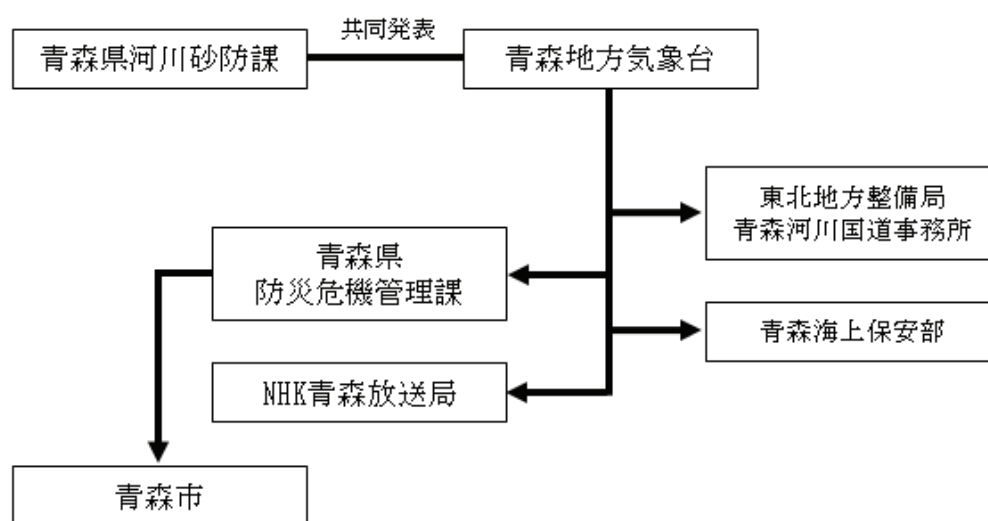 共同発表
青森県河川砂防課
青森地方気象台
東北地方整備局
青森河川国道事務所
青森県
防災危機管理課
青森海上保安部
NHK青森放送局
青森市